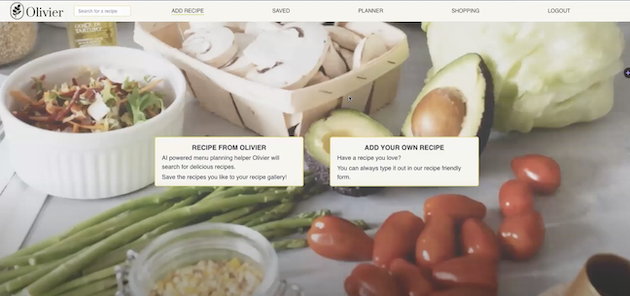 Olivier
Search for a recipe
ADD RECIPE
SAVED
PLANNER
SHOPPING
LOGOUT
RECIPE FROM OLIVIER
AI powered menu planning helper Olivier will
search for delicious recipes.
Save the recipes you like to your recipe gallery!
ADD YOUR OWN RECIPE
Have a recipe you love?
You can always type it out in our recipe friendly
form.